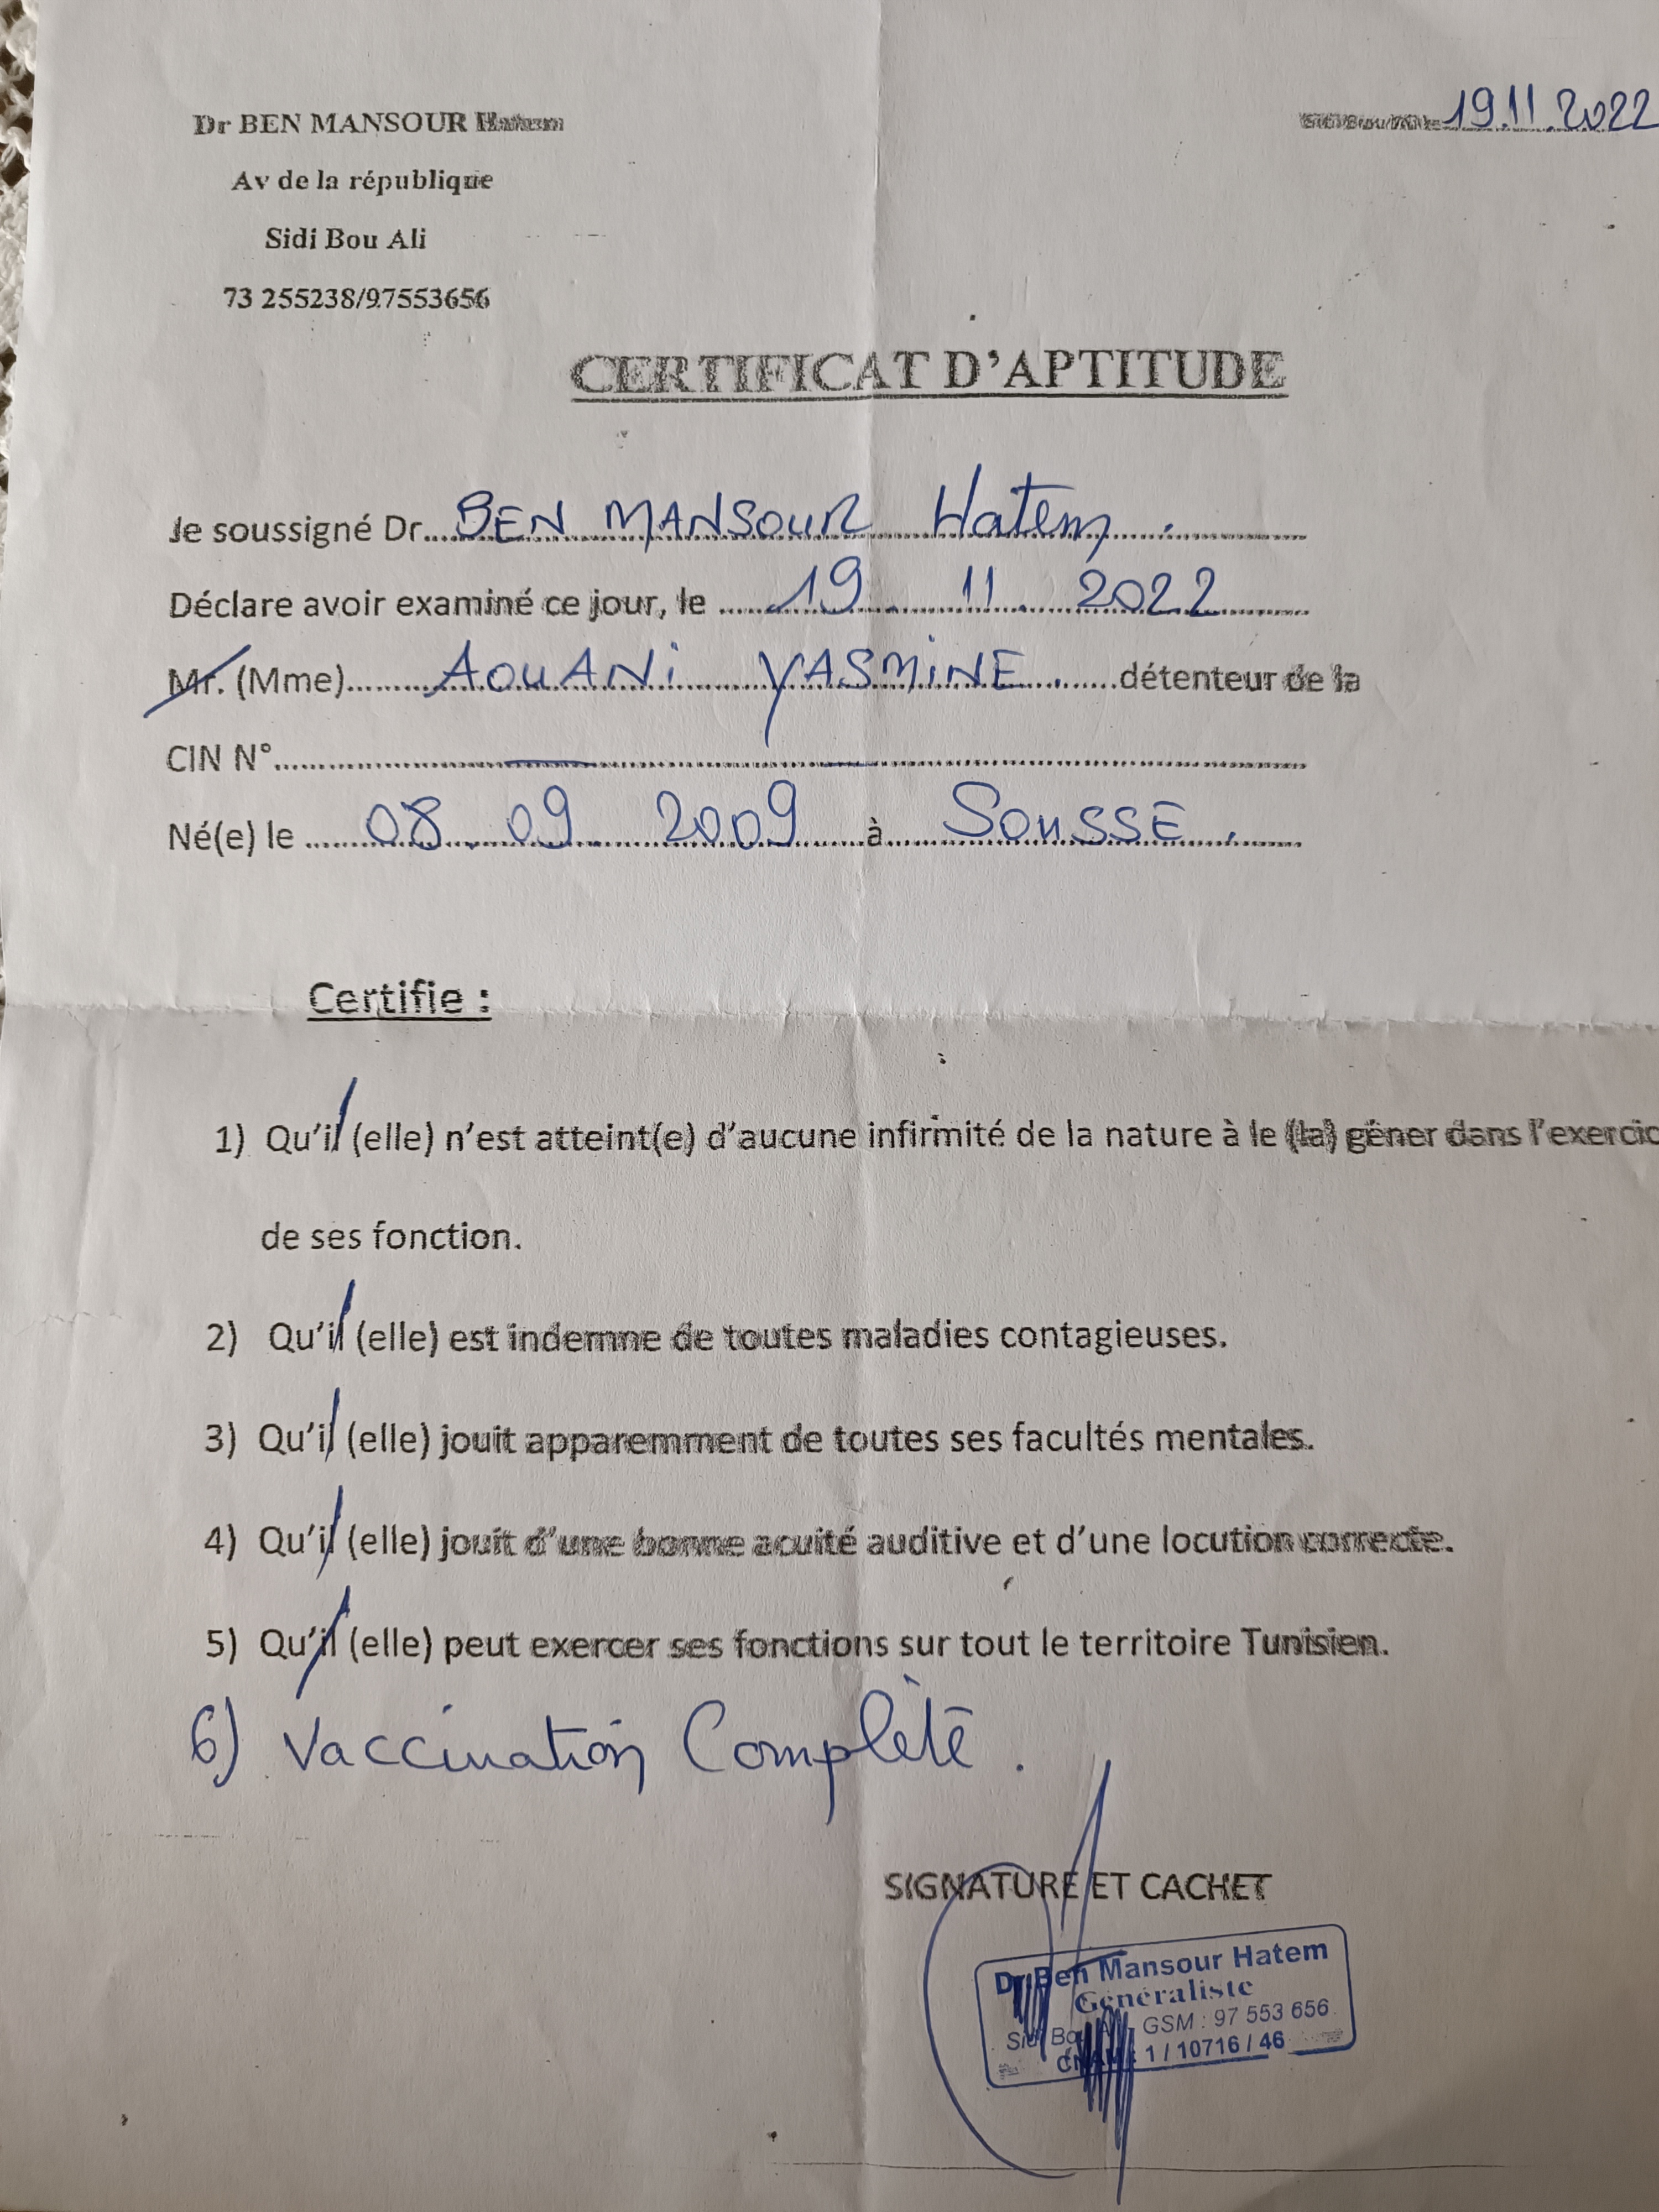 Dr BEN MANSOUR Hatem
19.11.2022
Av de la république
Sidi Bou Ali
73 255238/97553656
CERTIFICAT D'APTITUDE
Je soussigné Dr....BEN MANSOUR Hatem.
Déclare avoir examiné ce jour, le ......19. 11. 2022
Mr. (Mme).........AOUANi YASMiNE.......détenteur de la
CIN N°........—........—........
Né(e) le ......08. 09. 2009 ......à......SOUSSE.
Certifie :
1) Qu'il (elle) n'est atteint(e) d'aucune infirmité de la nature à le (la) gêner dans l'exercic
de ses fonction.
2) Qu'il (elle) est indemne de toutes maladies contagieuses.
3) Qu'il (elle) jouit apparemment de toutes ses facultés mentales.
4) Qu'il (elle) jouit d'une bonne acuité auditive et d'une locution correcte.
5) Qu'il (elle) peut exercer ses fonctions sur tout le territoire Tunisien.
6) Vaccination Complète.
SIGNATURE ET CACHET
Dr Ben Mansour Hatem
Généraliste
Sidi Bou Ali GSM : 97 553 656
CNAM : 1 / 10716 / 46